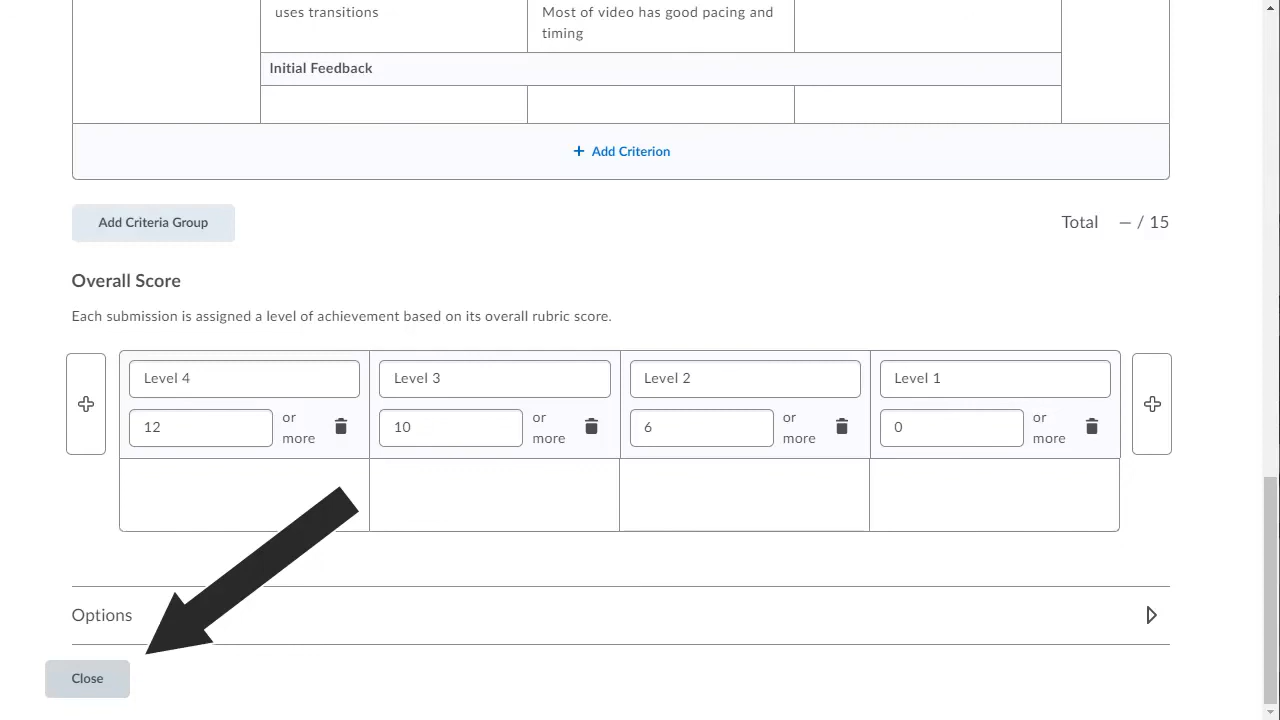 uses transitions
Most of video has good pacing and
timing
Initial Feedback
+ Add Criterion
Add Criteria Group
Total — / 15
Overall Score
Each submission is assigned a level of achievement based on its overall rubric score.
Level 4
Level 3
Level 2
Level 1
12 or more
10 or more
6 or more
0 or more
Options
Close